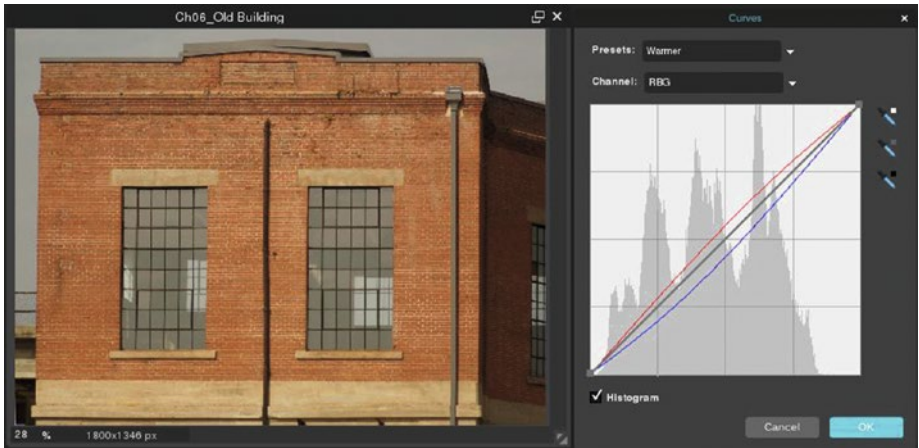 Ch06_Old Building
28 %
1800x1346 px
Curves
Presets: Warmer
Channel: RBG
Histogram
Cancel
OK